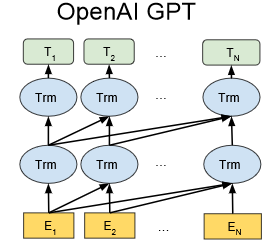 OpenAI GPT
T1 T2 ... TN
Trm Trm ... Trm
Trm Trm Trm
E1 E2 ... EN